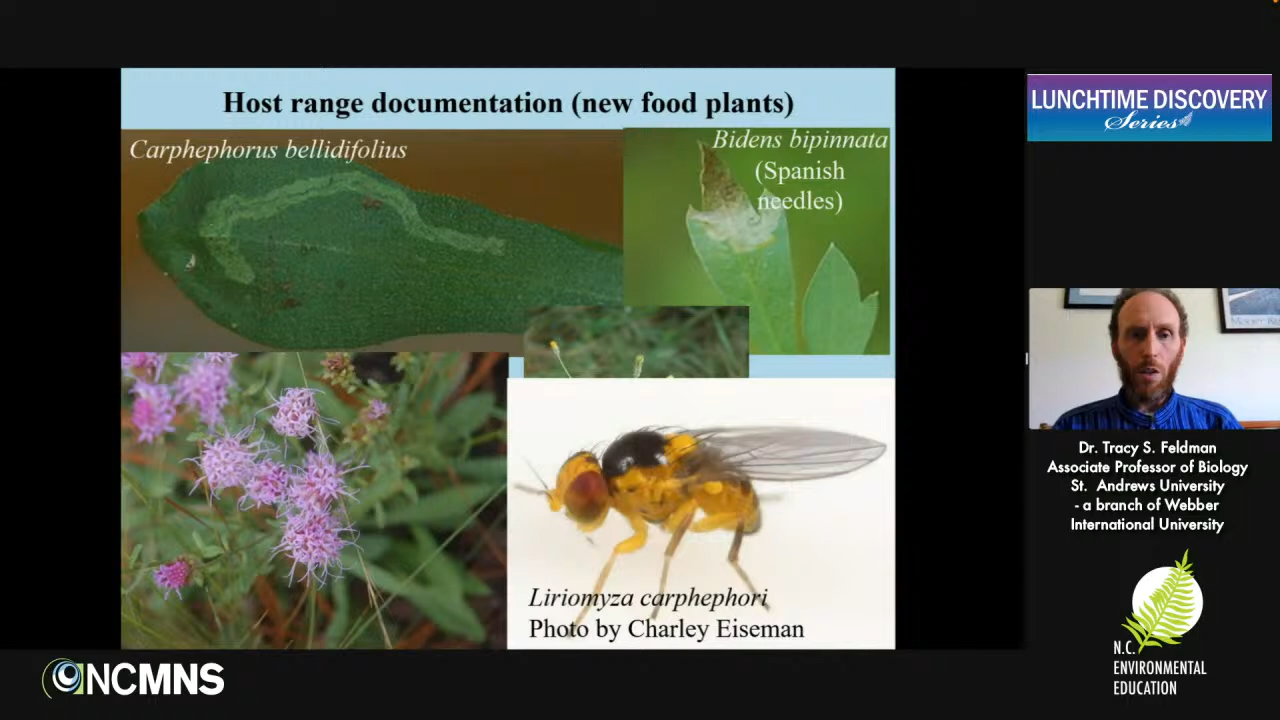 Host range documentation (new food plants)
Carphephorus bellidifolius
Bidens bipinnata
(Spanish
needles)
Liriomyza carphephori
Photo by Charley Eiseman
LUNCHTIME DISCOVERY
Series
Dr. Tracy S. Feldman
Associate Professor of Biology
St. Andrews University
- a branch of Webber
International University
N.C.
ENVIRONMENTAL
EDUCATION
NCMNS